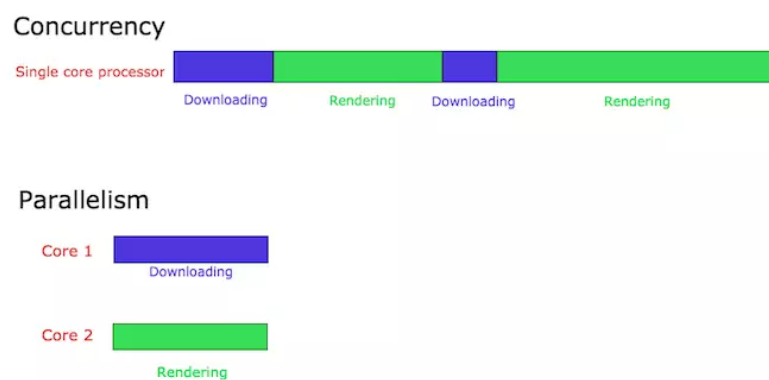 Concurrency
Single core processor
Downloading Rendering Downloading Rendering
Parallelism
Core 1
Downloading
Core 2
Rendering